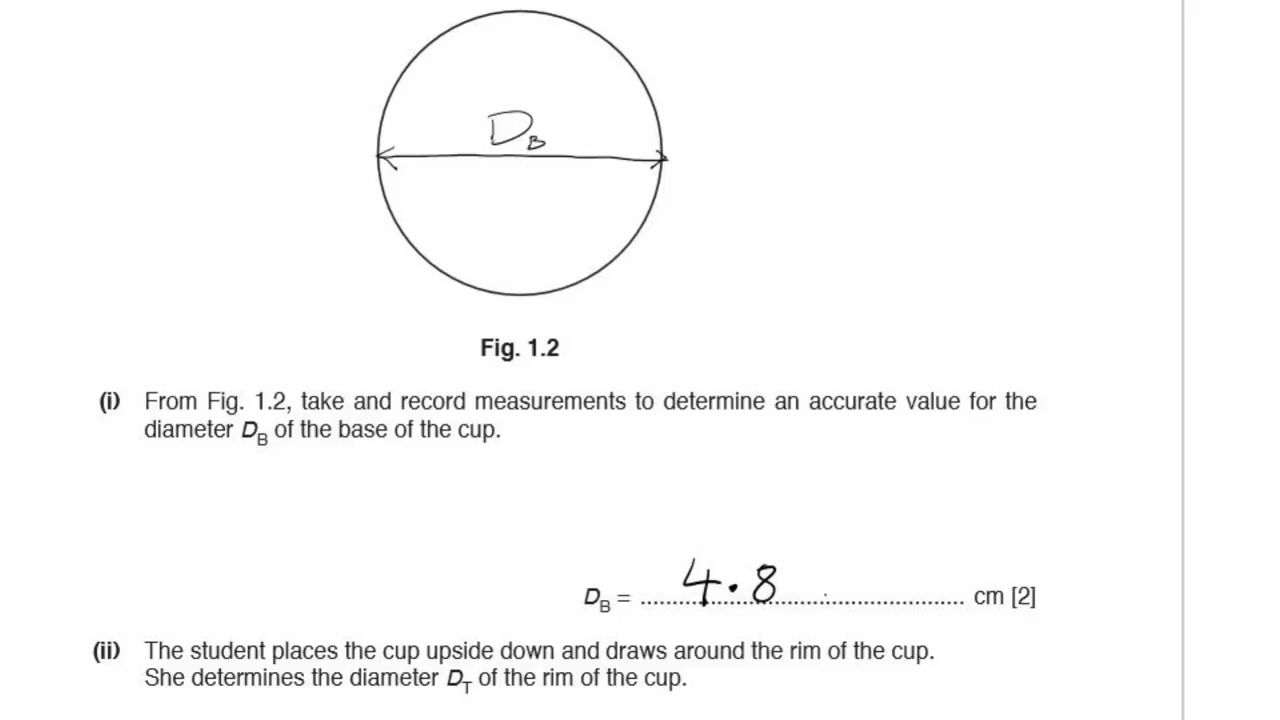 D_B
Fig. 1.2
(i) From Fig. 1.2, take and record measurements to determine an accurate value for the
diameter D_B of the base of the cup.
D_B = 4.8 cm [2]
(ii) The student places the cup upside down and draws around the rim of the cup.
She determines the diameter D_T of the rim of the cup.